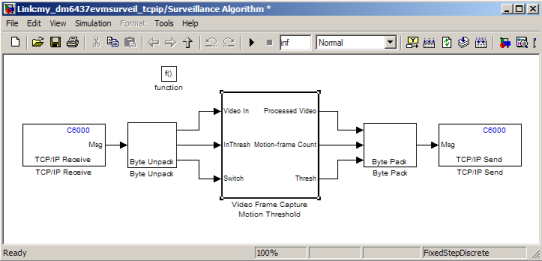 Linkcmy_dm6437evmsurveil_tcpip/Surveillance Algorithm *
File Edit View Simulation Format Tools Help
inf Normal
f()
function
C6000
Msg
TCP/IP Receive
TCP/IP Receive
Byte Unpack
Byte Unpack
Video In Processed Video
InThresh Motion-frame Count
Switch Thresh
Video Frame Capture
Motion Threshold
Byte Pack
Byte Pack
C6000
Msg
TCP/IP Send
TCP/IP Send
Ready 100% FixedStepDiscrete